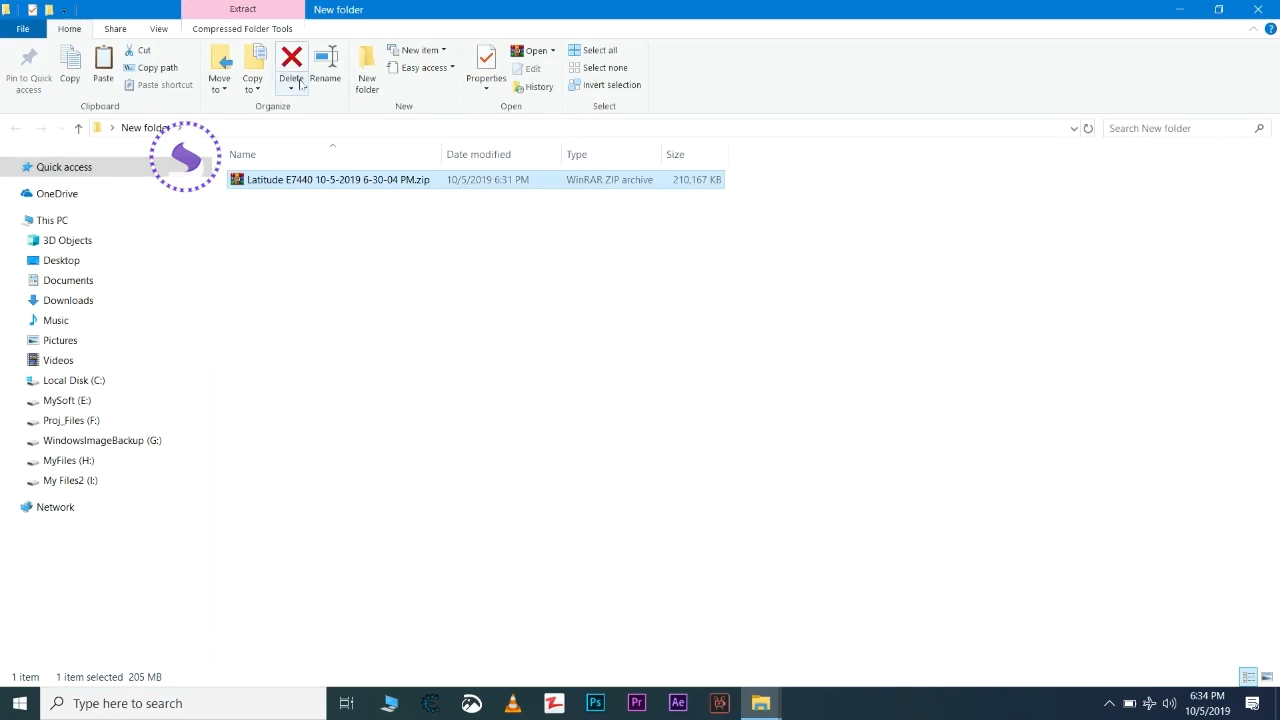 Extract
New folder
File
Home
Share
View
Compressed Folder Tools
Pin to Quick access
Copy
Paste
Cut
Copy path
Paste shortcut
Clipboard
Move to
Copy to
Delete
Rename
Organize
New folder
New item
Easy access
New
Properties
Open
Edit
History
Open
Select all
Select none
Invert selection
Select
New folder
Search New folder
Name
Date modified
Type
Size
Latitude E7440 10-5-2019 6-30-04 PM.zip
10/5/2019 6:31 PM
WinRAR ZIP archive
210,167 KB
Quick access
OneDrive
This PC
3D Objects
Desktop
Documents
Downloads
Music
Pictures
Videos
Local Disk (C:)
MySoft (E:)
Proj_Files (F:)
WindowsImageBackup (G:)
MyFiles (H:)
My Files2 (I:)
Network
1 item
1 item selected 205 MB
Type here to search
Ps
Pr
Ae
6:34 PM
10/5/2019